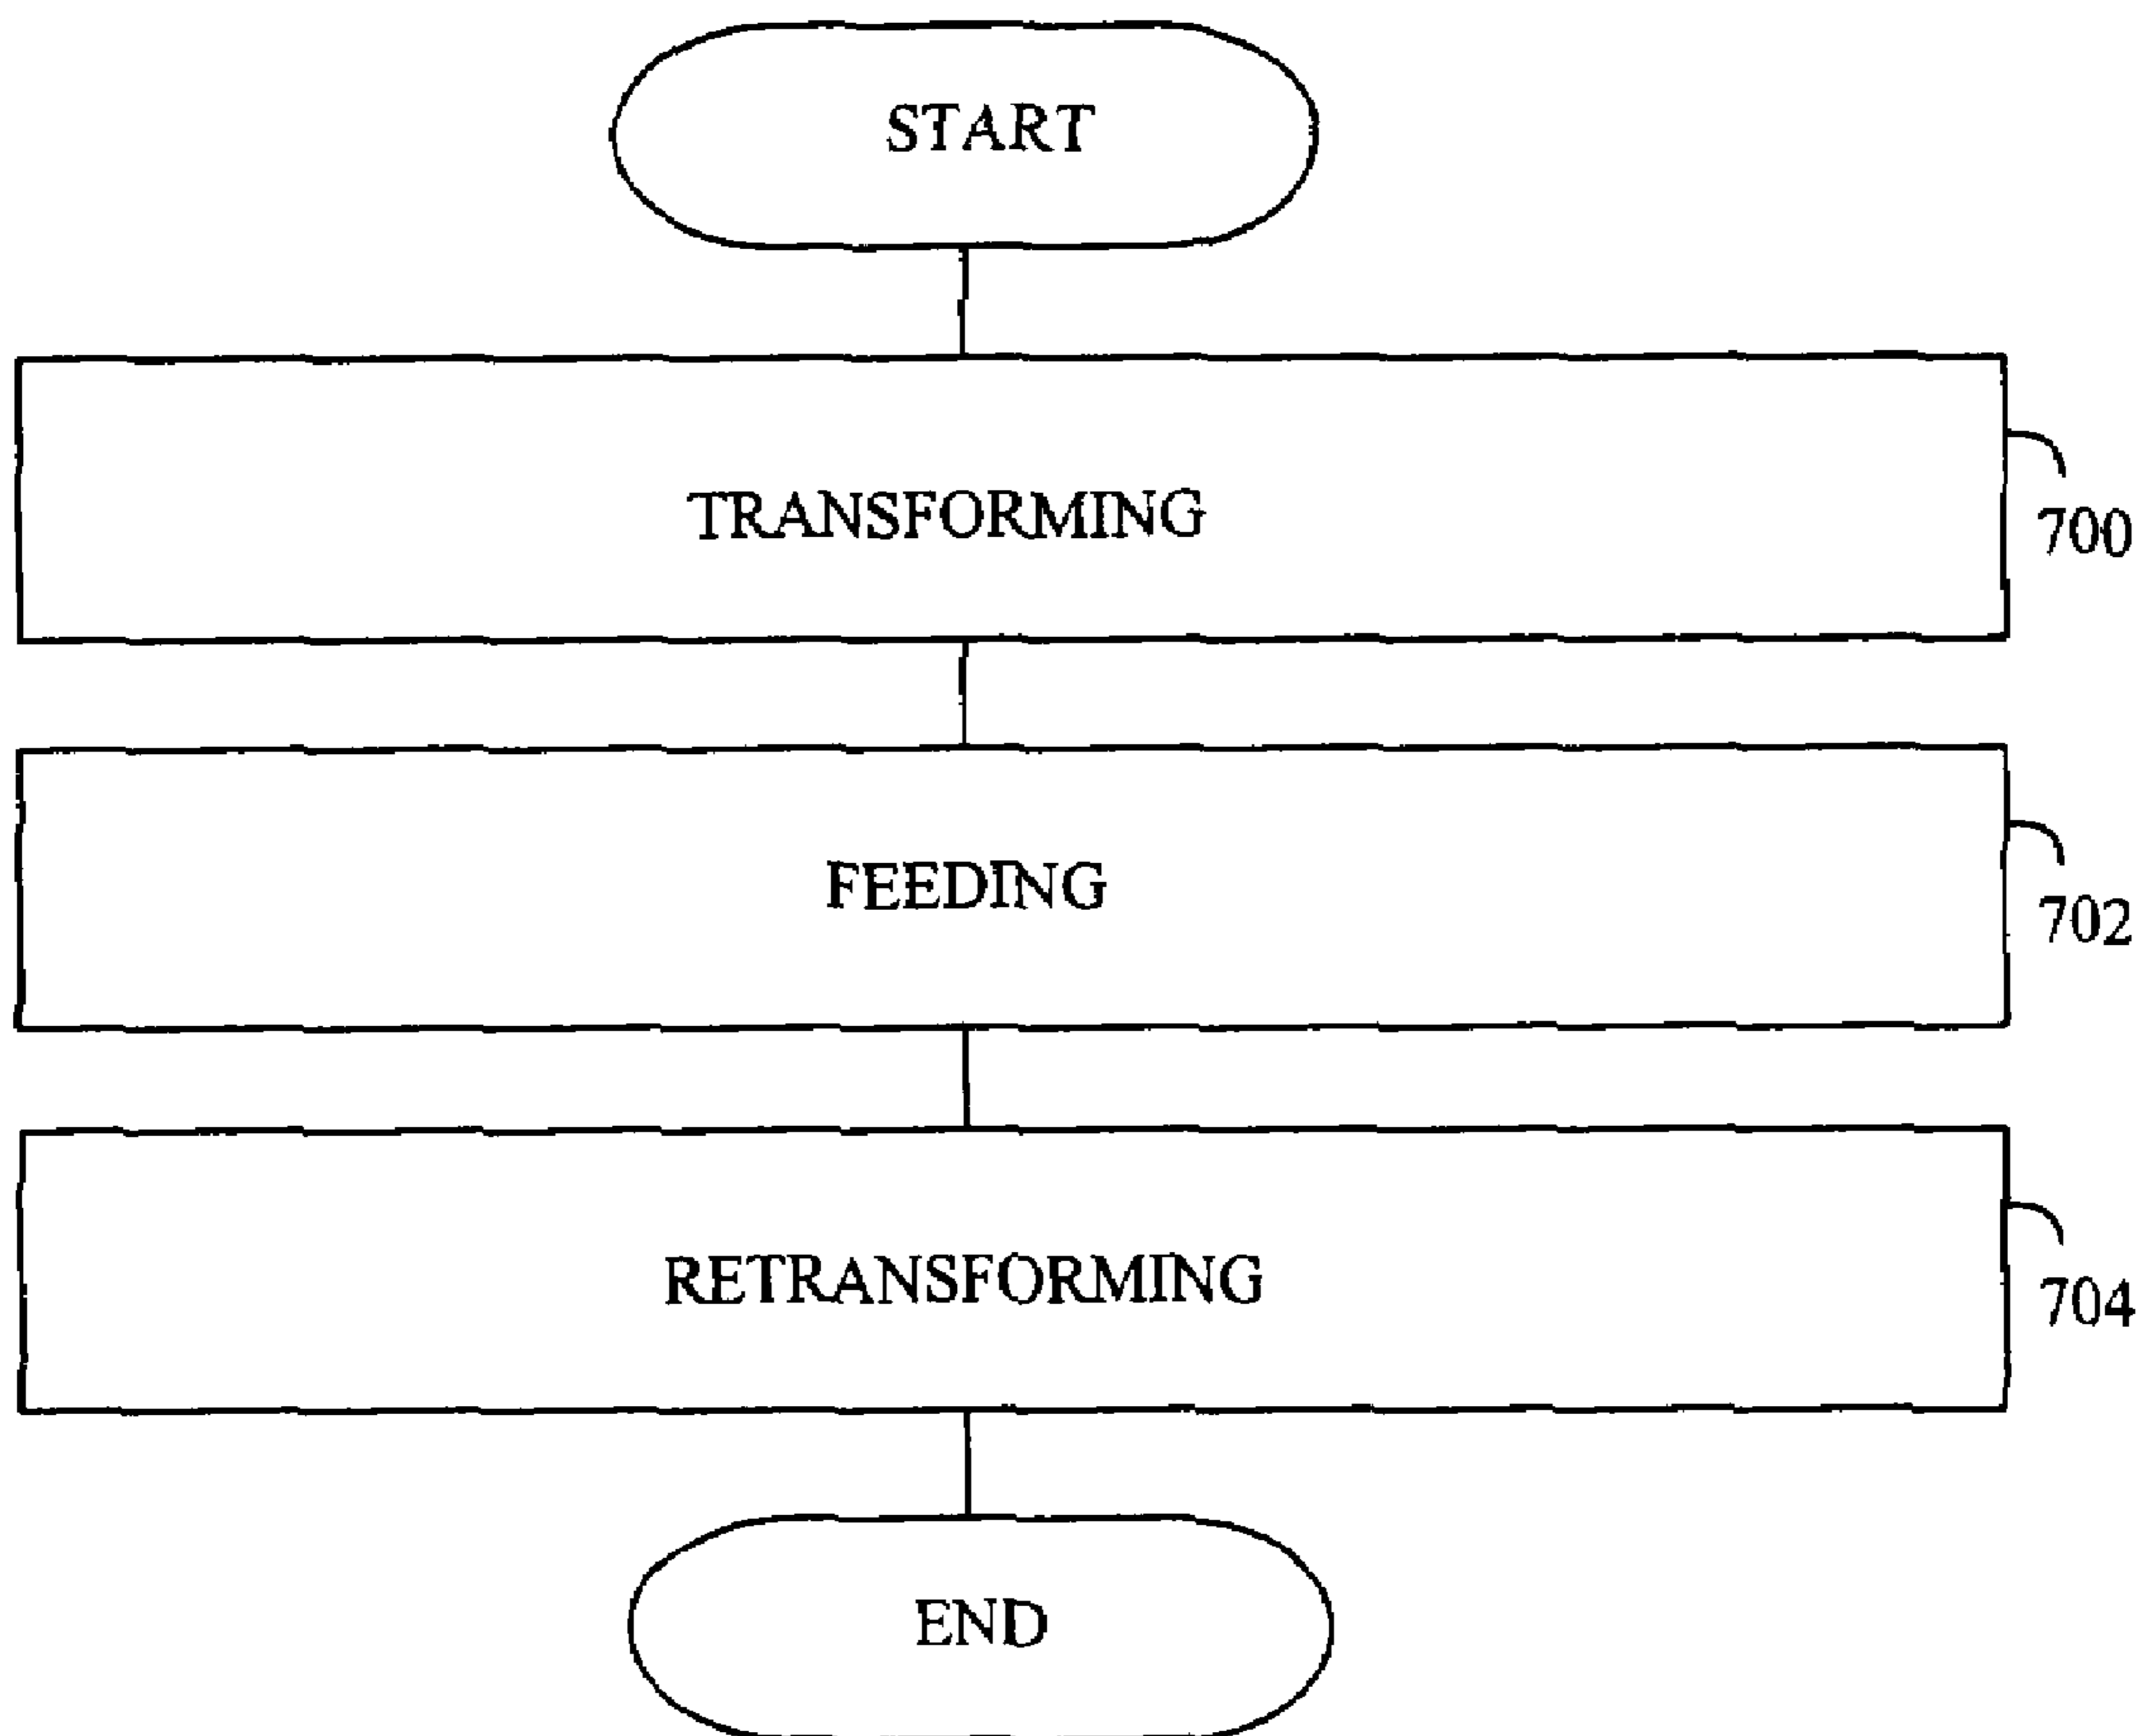 START
TRANSFORMING
700
FEEDING
702
RETRANSFORMING
704
END